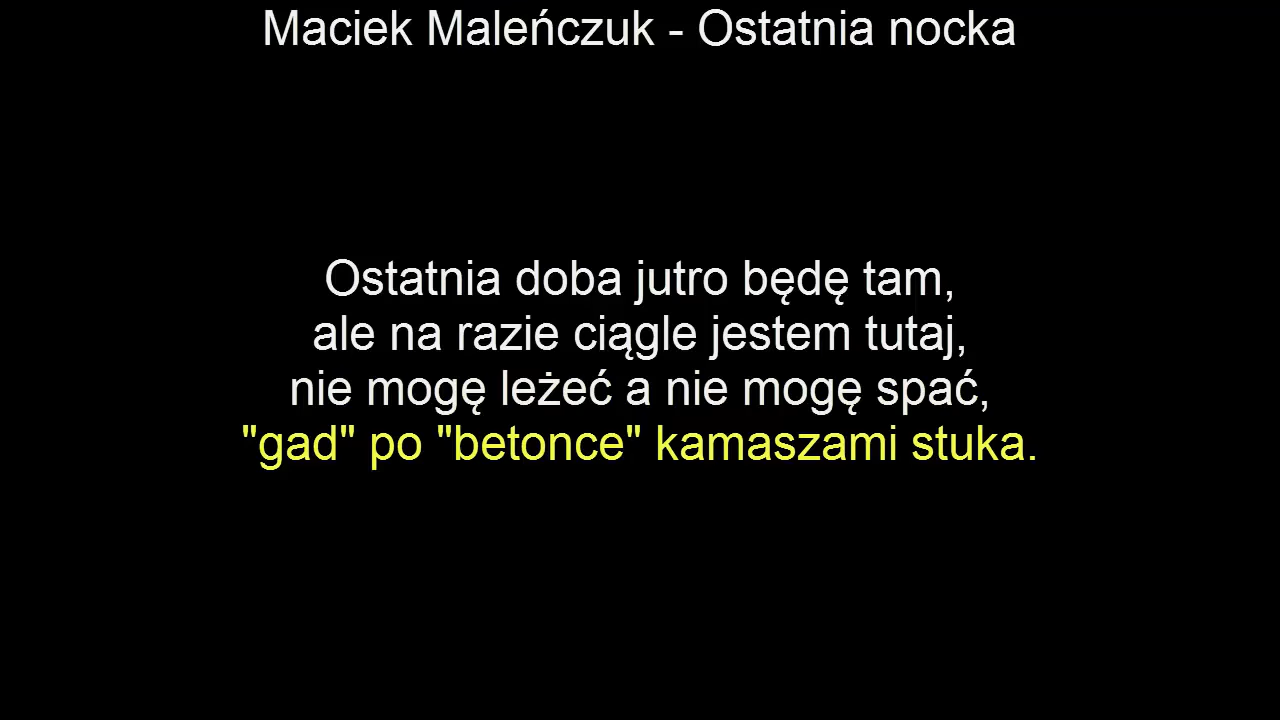 Maciek Maleńczuk - Ostatnia nocka
Ostatnia doba jutro będę tam,
ale na razie ciągle jestem tutaj,
nie mogę leżeć a nie mogę spać,
"gad" po "betonce" kamaszami stuka.